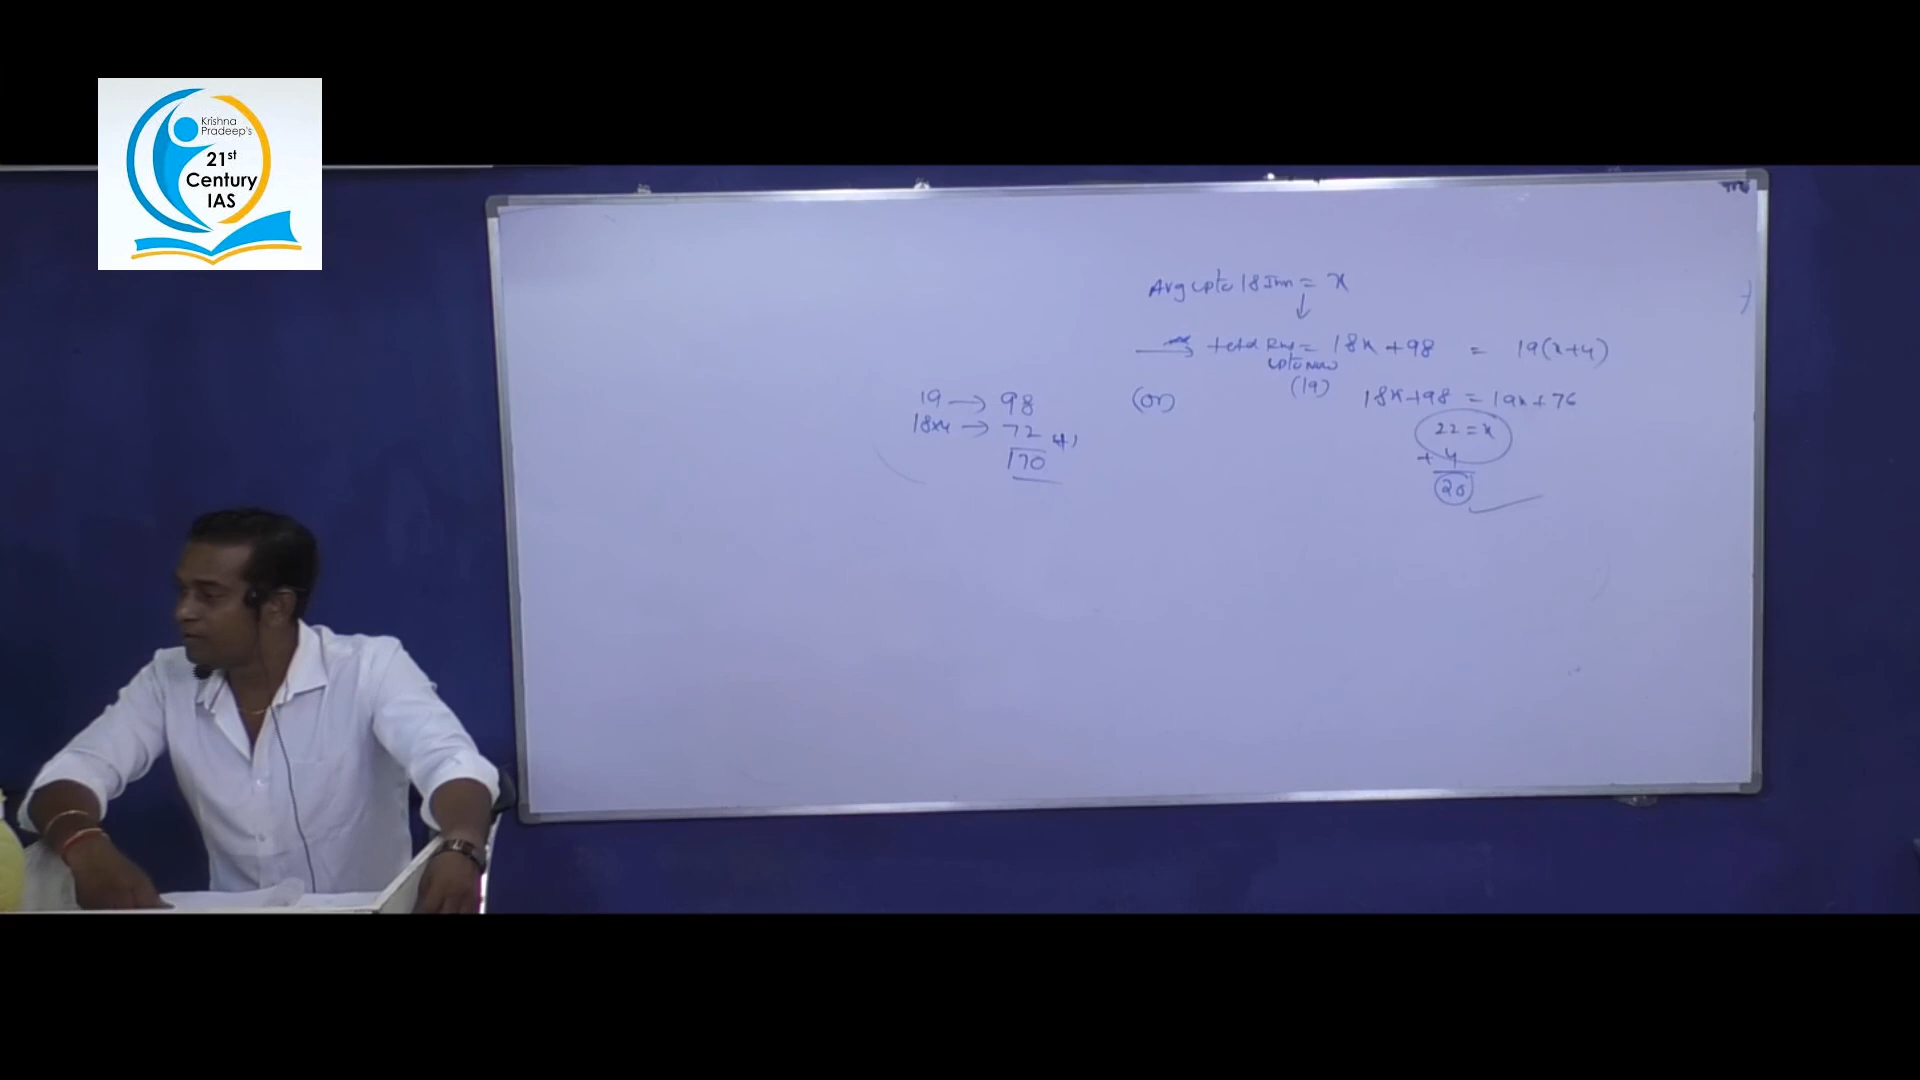 Krishna
Pradeep's
21st
Century
IAS
Avg upto 18 Inn = x
total Runs = 18x + 98 = 19(x+4)
upto now
(19)
19 → 98
18x4 → 72 (+)
170
(or)
18x+98 = 19x+76
22 = x
+ 4
26